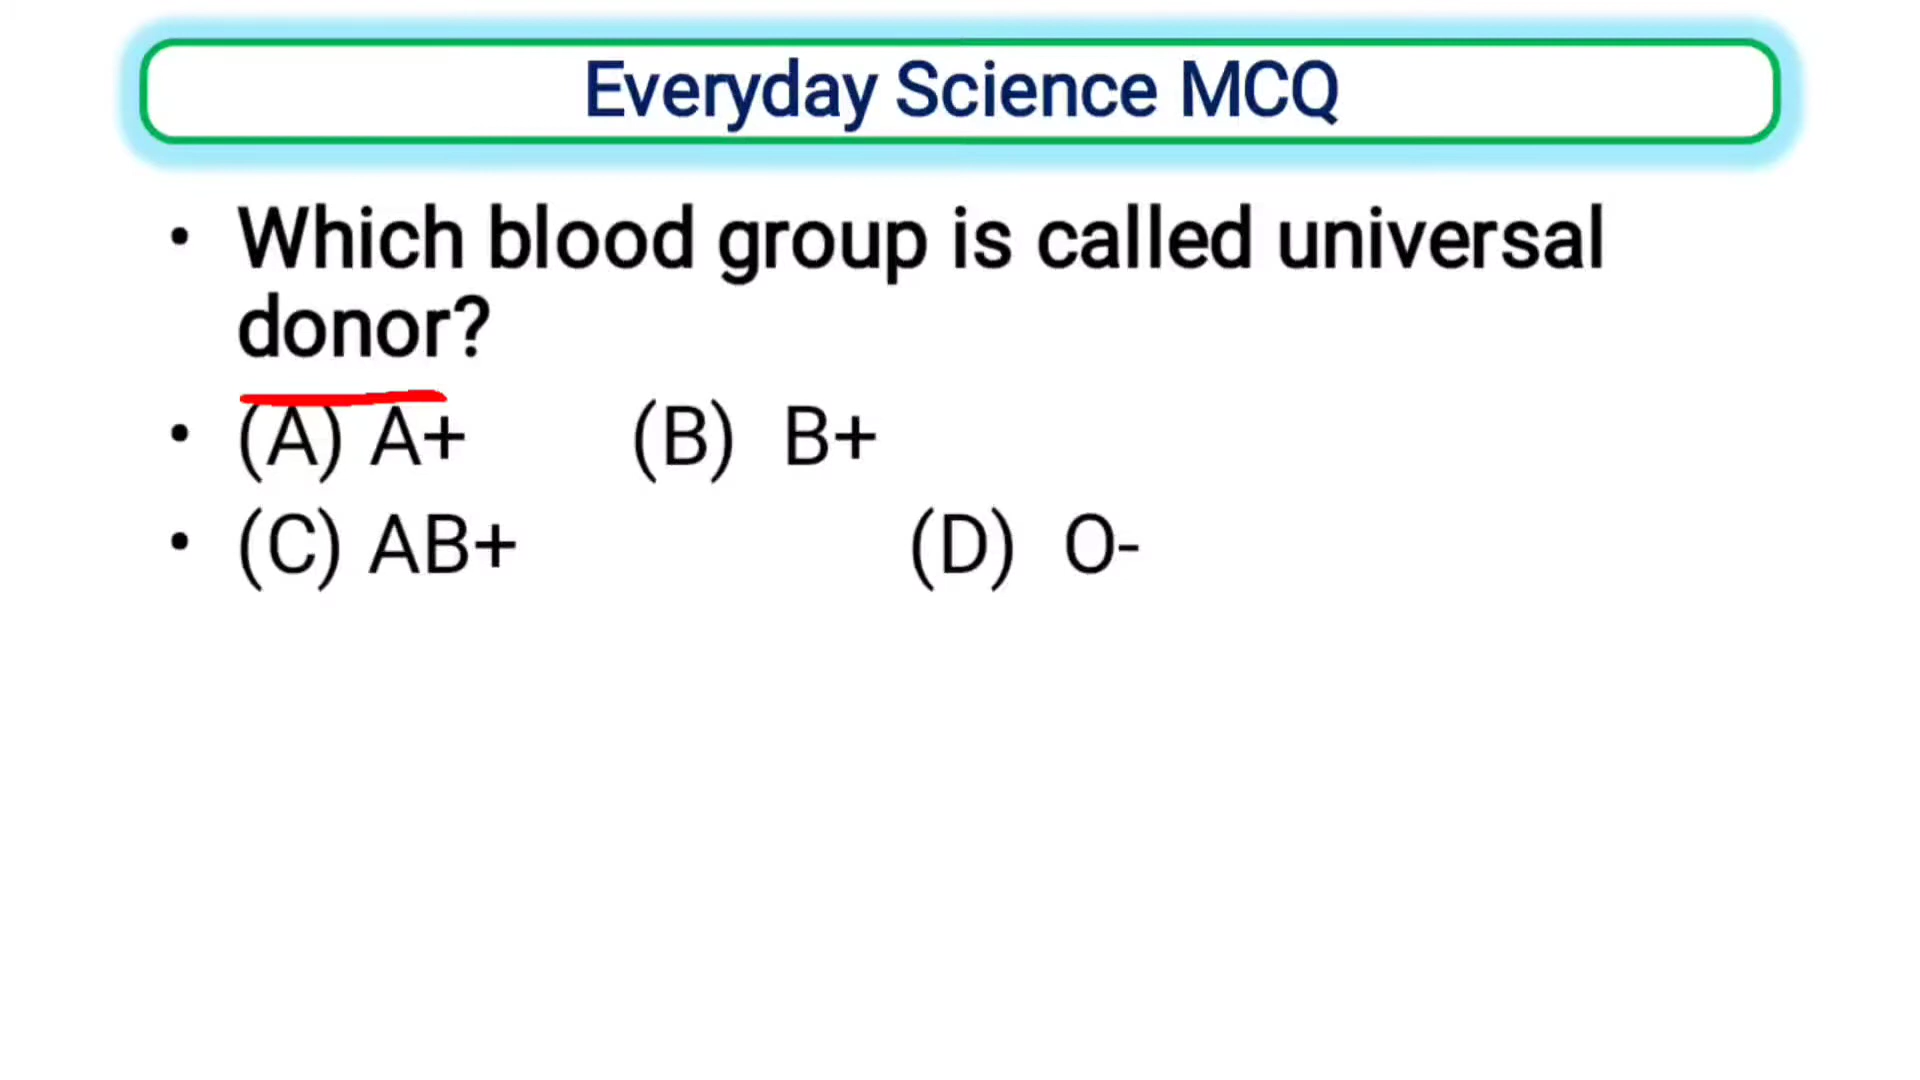 Everyday Science MCQ
• Which blood group is called universal
donor?
• (A) A+ (B) B+
• (C) AB+ (D) O-